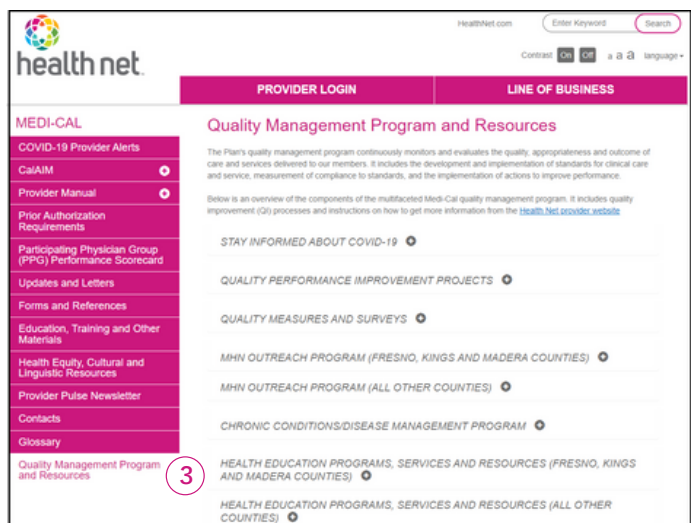 HealthNet.com
Enter Keyword
Search
health net.
Contrast On Off a a a language
PROVIDER LOGIN
LINE OF BUSINESS
MEDI-CAL
COVID-19 Provider Alerts
CalAIM
Provider Manual
Prior Authorization
Requirements
Participating Physician Group
(PPG) Performance Scorecard
Updates and Letters
Forms and References
Education, Training and Other
Materials
Health Equity, Cultural and
Linguistic Resources
Provider Pulse Newsletter
Contacts
Glossary
Quality Management Program
and Resources
3
Quality Management Program and Resources
The Plan's quality management program continuously monitors and evaluates the quality, appropriateness and outcome of
care and services delivered to our members. It includes the development and implementation of standards for clinical care
and service, measurement of compliance to standards, and the implementation of actions to improve performance.
Below is an overview of the components of the multifaceted Medi-Cal quality management program. It includes quality
improvement (QI) processes and instructions on how to get more information from the Health Net provider website
STAY INFORMED ABOUT COVID-19
QUALITY PERFORMANCE IMPROVEMENT PROJECTS
QUALITY MEASURES AND SURVEYS
MHN OUTREACH PROGRAM (FRESNO, KINGS AND MADERA COUNTIES)
MHN OUTREACH PROGRAM (ALL OTHER COUNTIES)
CHRONIC CONDITIONS/DISEASE MANAGEMENT PROGRAM
HEALTH EDUCATION PROGRAMS, SERVICES AND RESOURCES (FRESNO, KINGS
AND MADERA COUNTIES)
HEALTH EDUCATION PROGRAMS, SERVICES AND RESOURCES (ALL OTHER
COUNTIES)